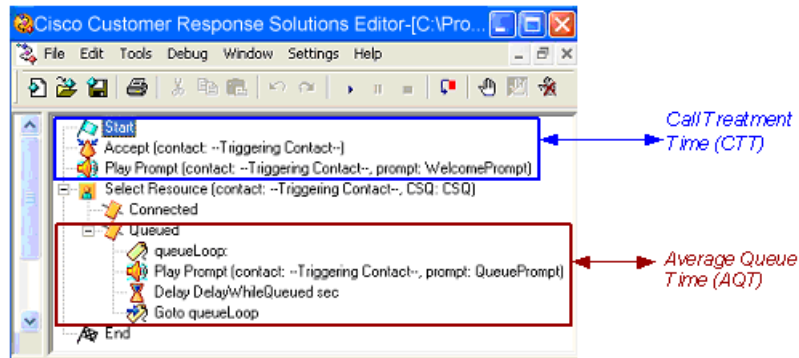 Cisco Customer Response Solutions Editor-[C:\Pro...
File Edit Tools Debug Window Settings Help
Start
Accept (contact: --Triggering Contact--)
Play Prompt (contact: --Triggering Contact--, prompt: WelcomePrompt)
Call Treatment
Time (CTT)
Select Resource (contact: --Triggering Contact--, CSQ: CSQ)
Connected
Queued
queueLoop:
Play Prompt (contact: --Triggering Contact--, prompt: QueuePrompt)
Delay DelayWhileQueued sec
Goto queueLoop
Average Queue
Time (AQT)
End